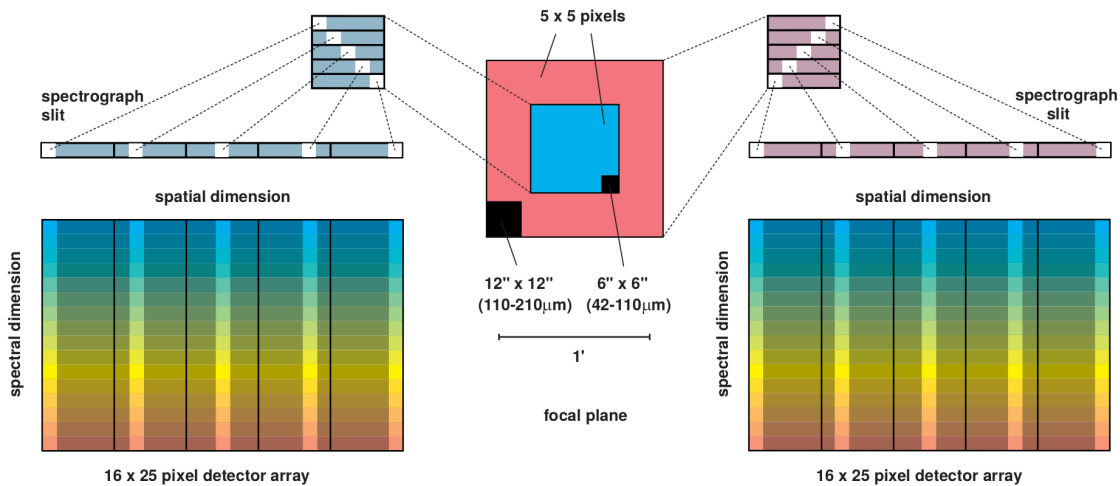 5 x 5 pixels
spectrograph
slit
spectrograph
slit
spatial dimension
spatial dimension
spectral dimension
spectral dimension
12" x 12"
(110-210μm)
6" x 6"
(42-110μm)
1'
focal plane
16 x 25 pixel detector array
16 x 25 pixel detector array